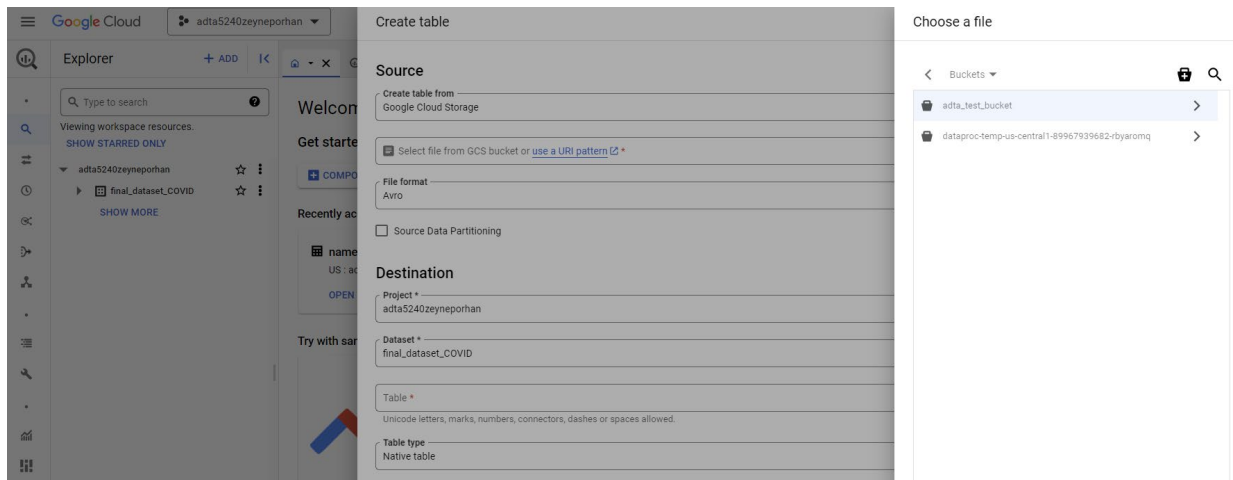 Google Cloud
adta5240zeyneporhan
Explorer
+ ADD
Type to search
Viewing workspace resources.
SHOW STARRED ONLY
adta5240zeyneporhan
final_dataset_COVID
SHOW MORE
Welcom
Get starte
COMPO
Recently ac
name
US : ad
OPEN
Try with sam
Create table
Source
Create table from
Google Cloud Storage
Select file from GCS bucket or use a URI pattern *
File format
Avro
Source Data Partitioning
Destination
Project *
adta5240zeyneporhan
Dataset *
final_dataset_COVID
Table *
Unicode letters, marks, numbers, connectors, dashes or spaces allowed.
Table type
Native table
Choose a file
Buckets
adta_test_bucket
dataproc-temp-us-central1-89967939682-rbyaromq